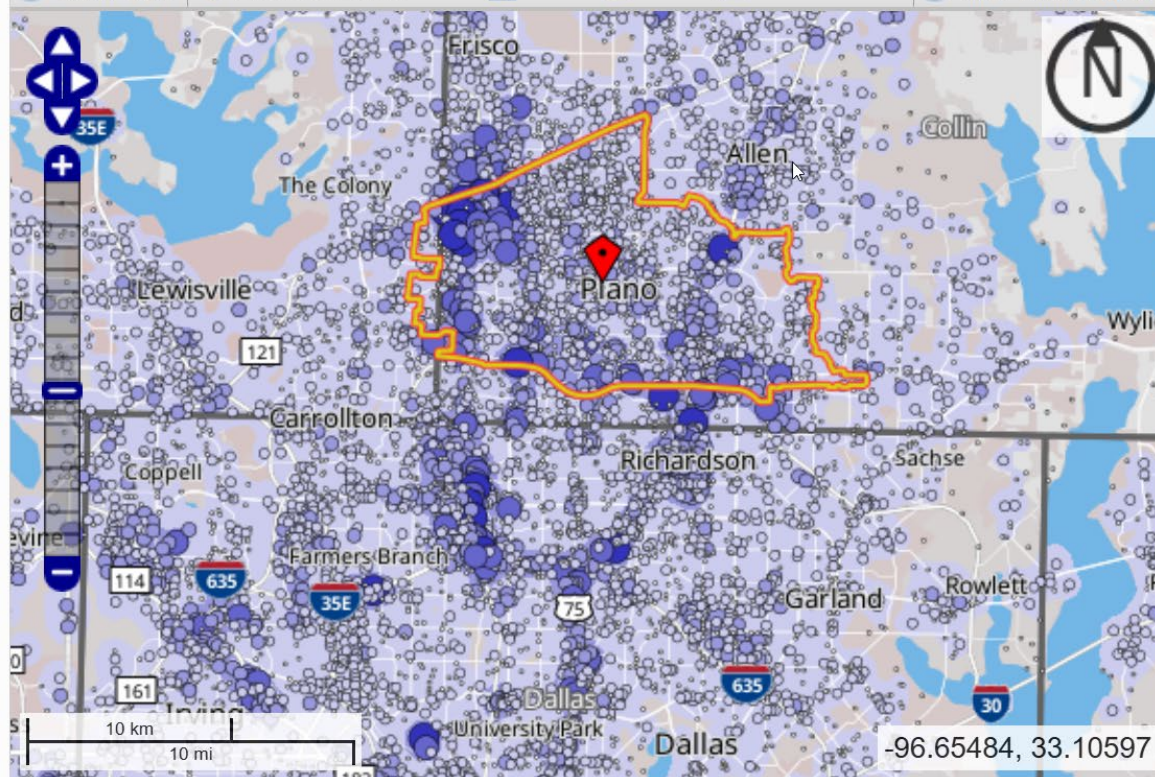 Frisco
N
35E
Collin
Allen
The Colony
+
Lewisville
Plano
Wyli
d
121
Carrollton
Richardson
Sachse
Coppell
evine
Farmers Branch
114
635
35E
Rowlett
75
Garland
0
161
635
Dallas
30
Irving
10 km
University Park
s
Dallas
10 mi
-96.65484, 33.10597